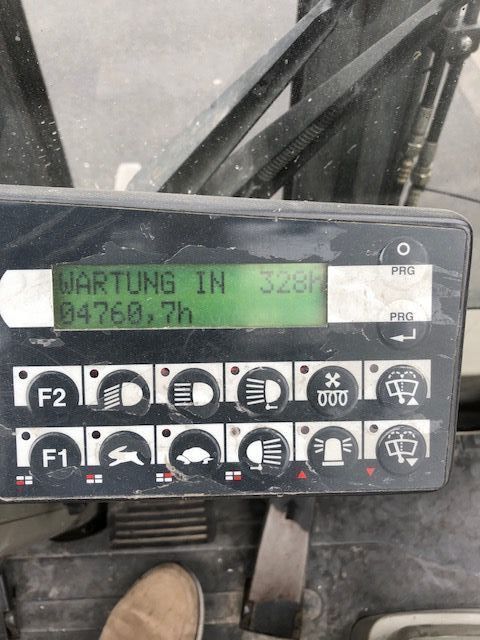 WARTUNG IN 328h
04760,7h
PRG
PRG
F2
F1